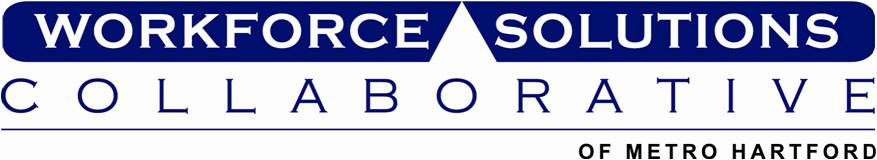 WORKFORCE SOLUTIONS
COLLABORATIVE
OF METRO HARTFORD